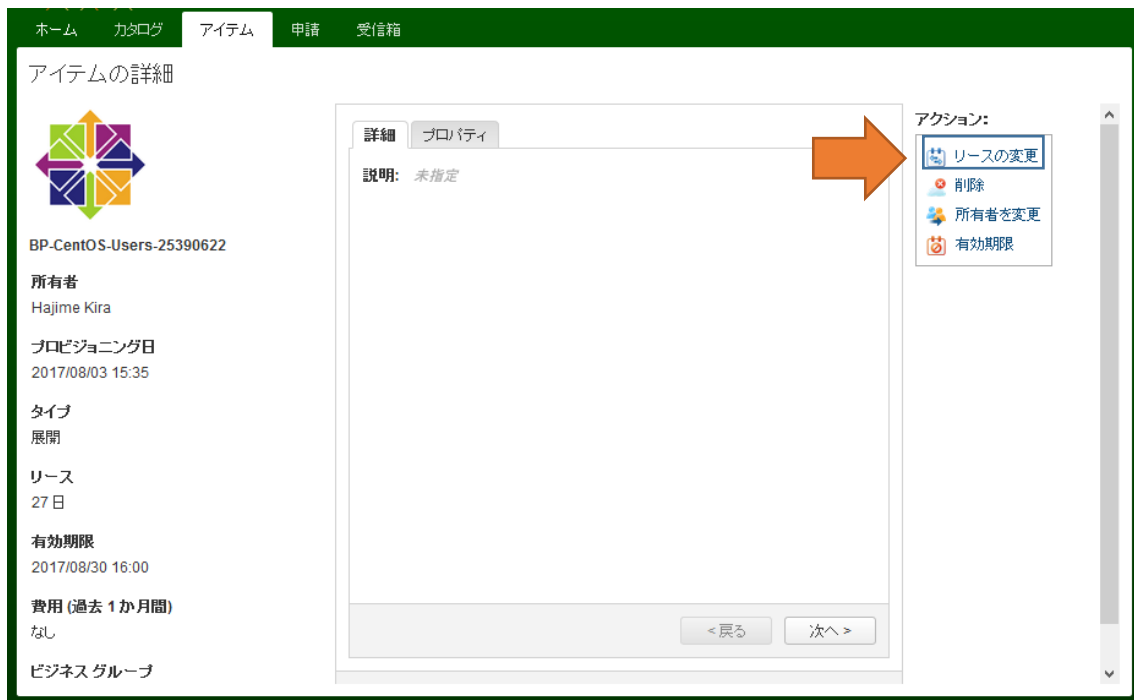 ホーム カタログ アイテム 申請 受信箱
アイテムの詳細
BP-CentOS-Users-25390622
所有者
Hajime Kira
プロビジョニング日
2017/08/03 15:35
タイプ
展開
リース
27 日
有効期限
2017/08/30 16:00
費用 (過去 1 か月間)
なし
ビジネス グループ
詳細 プロパティ
説明: 未指定
<戻る 次へ >
アクション:
リースの変更
削除
所有者を変更
有効期限